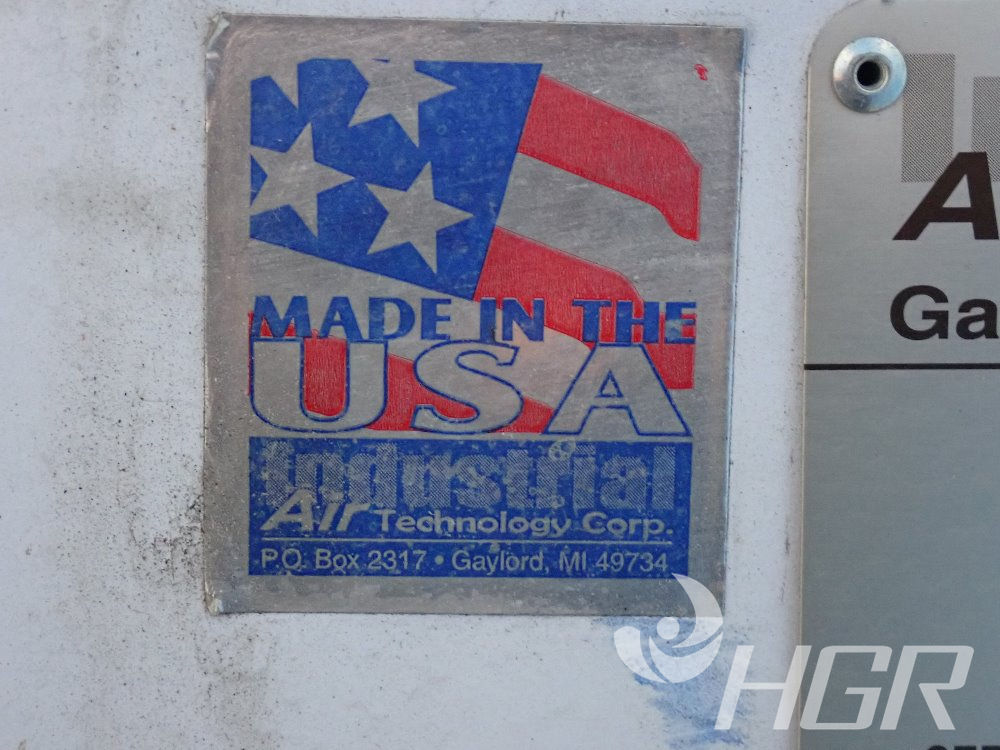 MADE IN THE
USA
Industrial
Air Technology Corp.
P.O. Box 2317 • Gaylord, MI 49734
A
Ga
HGR